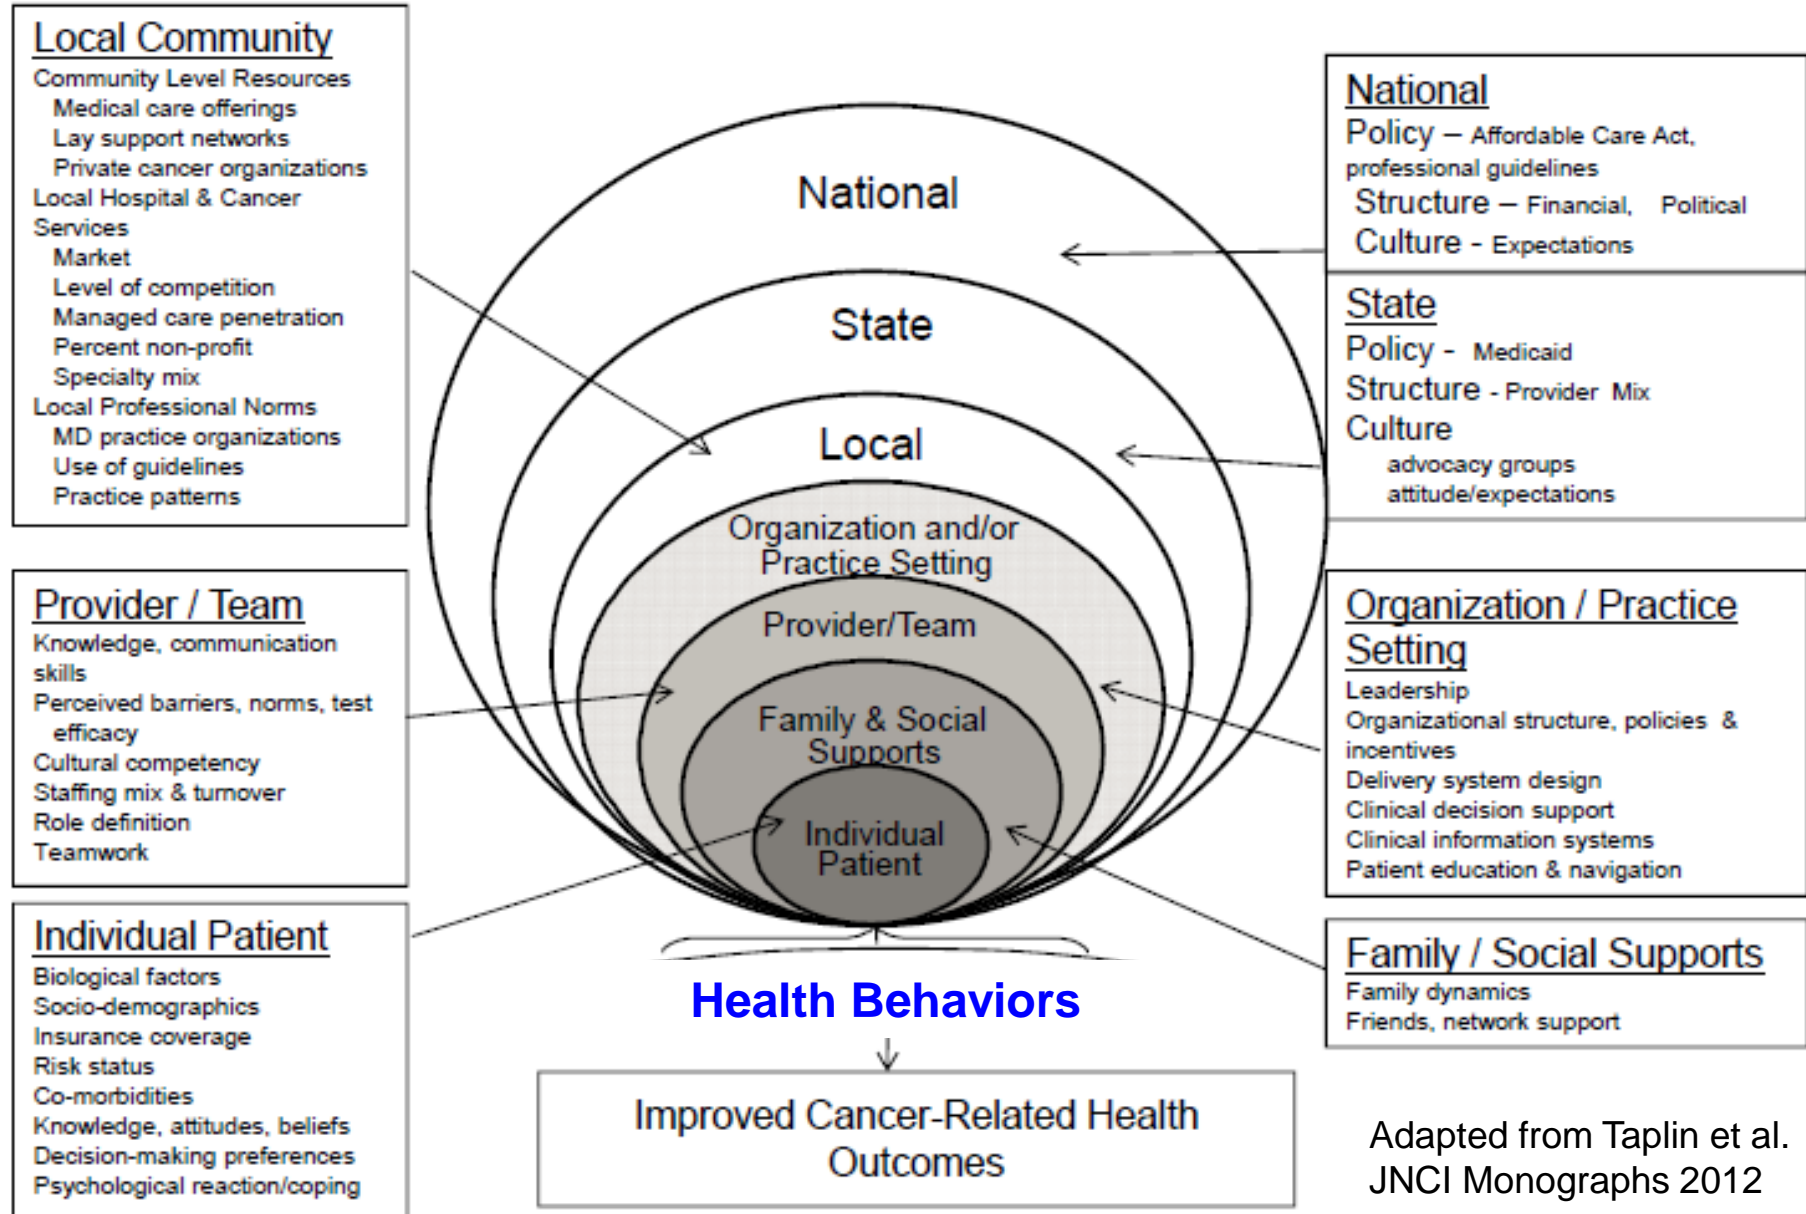 Local Community
Community Level Resources
Medical care offerings
Lay support networks
Private cancer organizations
Local Hospital & Cancer
Services
Market
Level of competition
Managed care penetration
Percent non-profit
Specialty mix
Local Professional Norms
MD practice organizations
Use of guidelines
Practice patterns
Provider / Team
Knowledge, communication
skills
Perceived barriers, norms, test
efficacy
Cultural competency
Staffing mix & turnover
Role definition
Teamwork
Individual Patient
Biological factors
Socio-demographics
Insurance coverage
Risk status
Co-morbidities
Knowledge, attitudes, beliefs
Decision-making preferences
Psychological reaction/coping
National
State
Local
Organization and/or
Practice Setting
Provider/Team
Family & Social
Supports
Individual
Patient
Health Behaviors
Improved Cancer-Related Health
Outcomes
National
Policy – Affordable Care Act,
professional guidelines
Structure – Financial, Political
Culture - Expectations
State
Policy - Medicaid
Structure - Provider Mix
Culture
advocacy groups
attitude/expectations
Organization / Practice
Setting
Leadership
Organizational structure, policies &
incentives
Delivery system design
Clinical decision support
Clinical information systems
Patient education & navigation
Family / Social Supports
Family dynamics
Friends, network support
Adapted from Taplin et al.
JNCI Monographs 2012